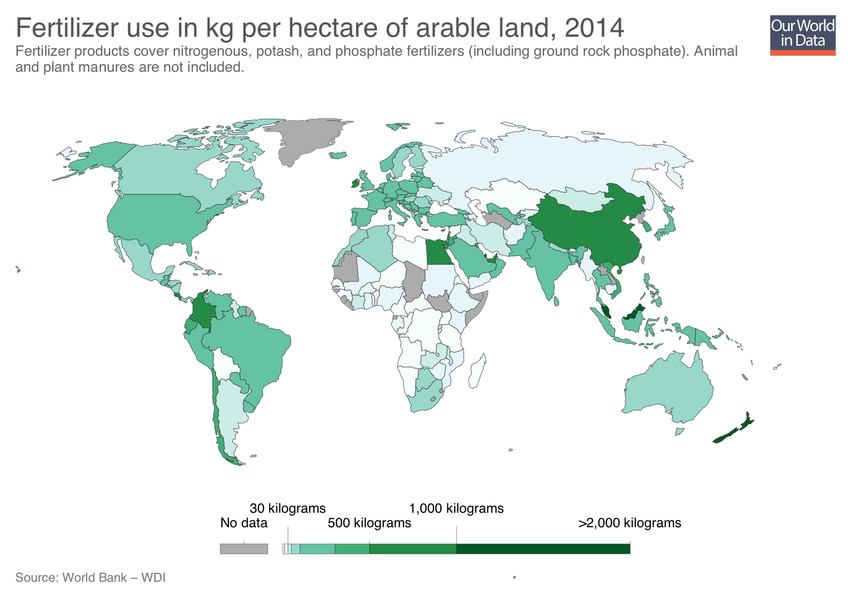 Fertilizer use in kg per hectare of arable land, 2014
Our World
in Data
Fertilizer products cover nitrogenous, potash, and phosphate fertilizers (including ground rock phosphate). Animal
and plant manures are not included.
30 kilograms
1,000 kilograms
No data
500 kilograms
>2,000 kilograms
Source: World Bank – WDI